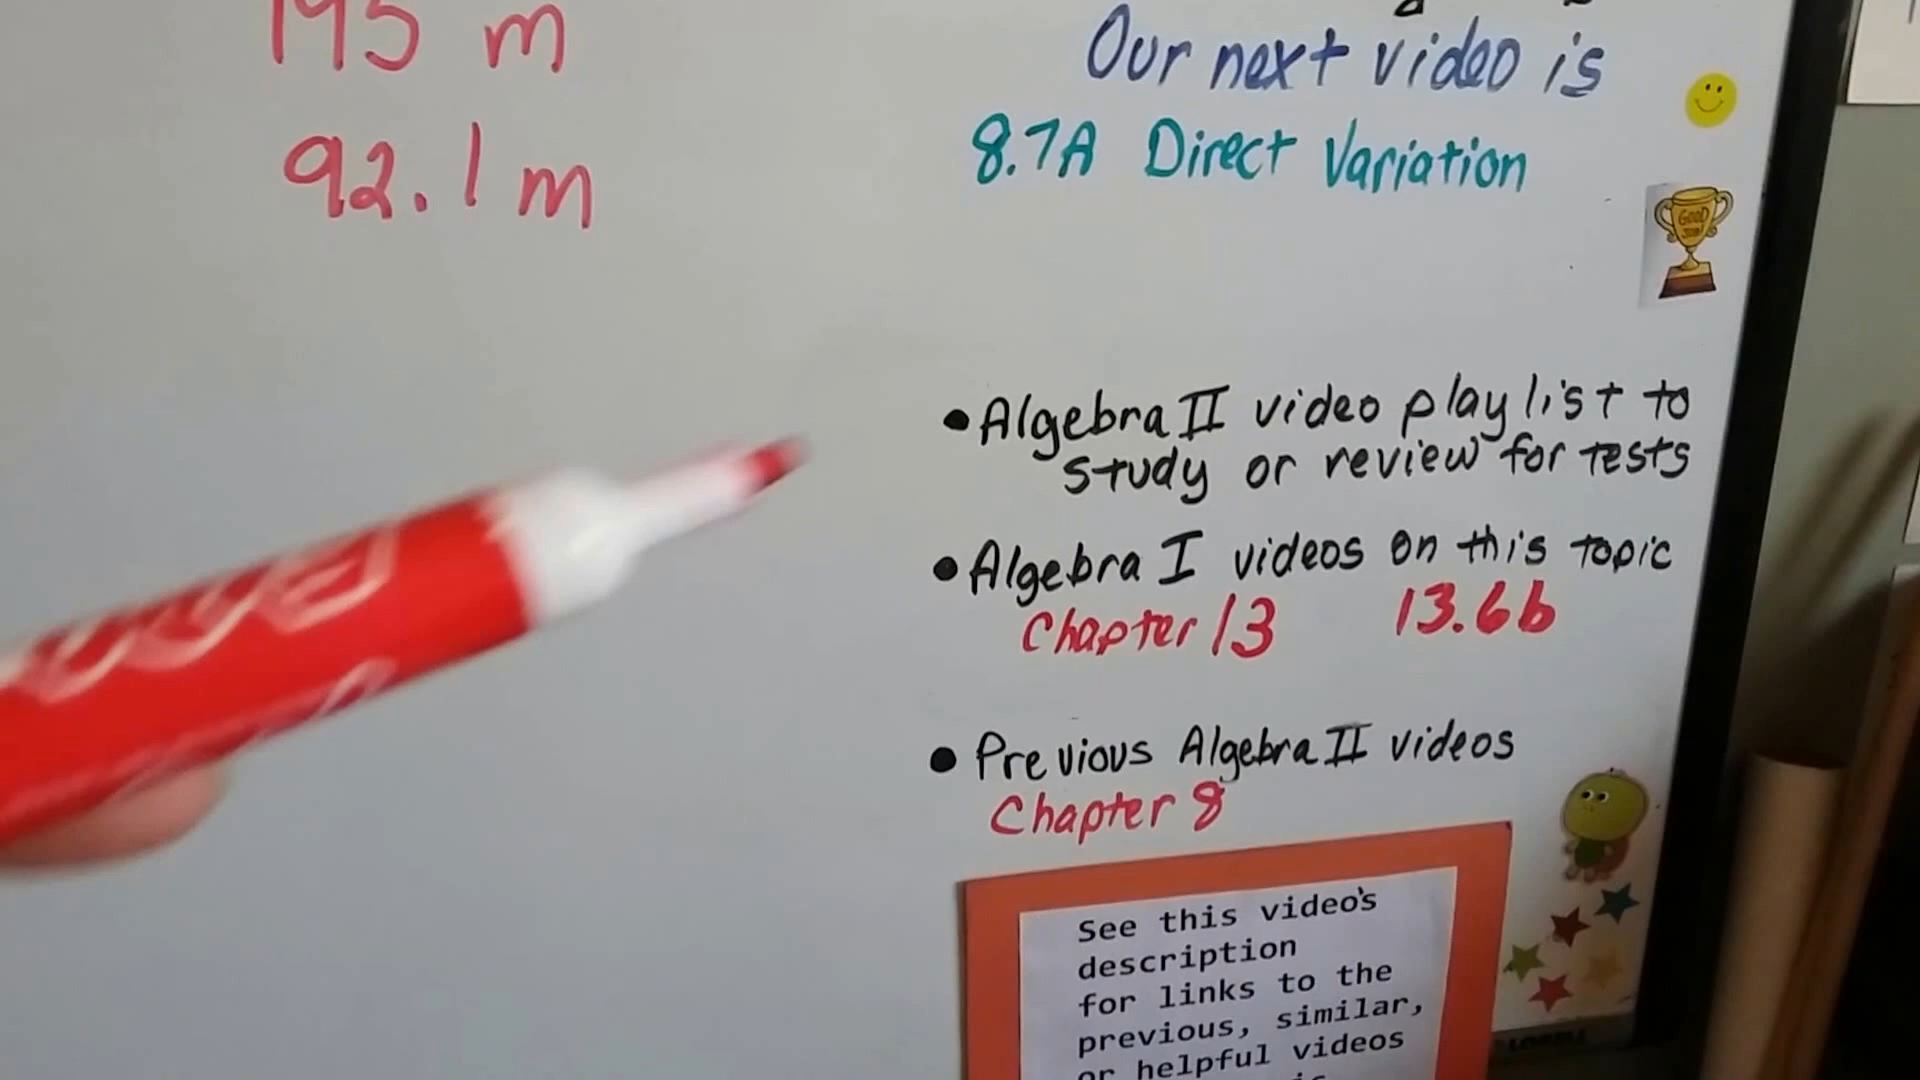 195 m
92.1 m
Our next video is
8.7A Direct Variation
GOOD
JOB!
• Algebra II video playlist to
study or review for tests
• Algebra I videos on this topic
Chapter 13 13.6b
• Previous Algebra II videos
Chapter 8
See this video's
description
for links to the
previous, similar,
or helpful videos